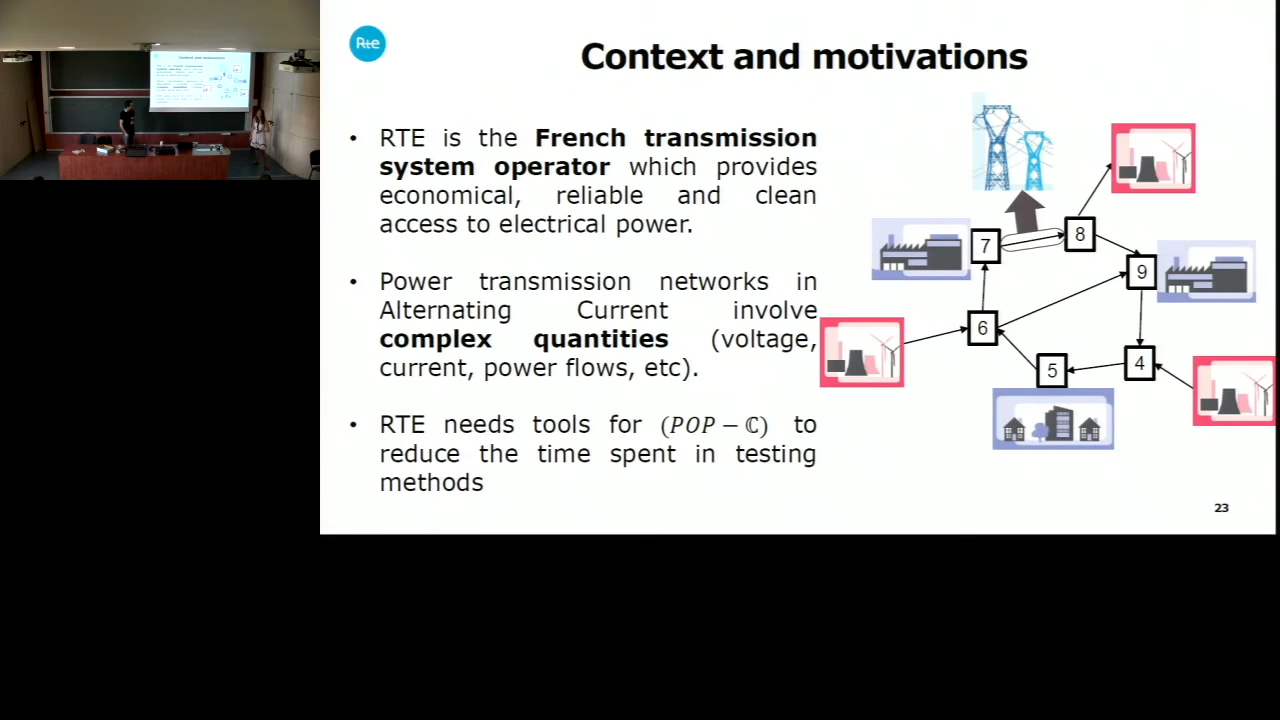 Rte
Context and motivations
• RTE is the French transmission
system operator which provides
economical, reliable and clean
access to electrical power.
• Power transmission networks in
Alternating Current involve
complex quantities (voltage,
current, power flows, etc).
• RTE needs tools for (POP − ℂ) to
reduce the time spent in testing
methods
7
8
9
6
5
4
23